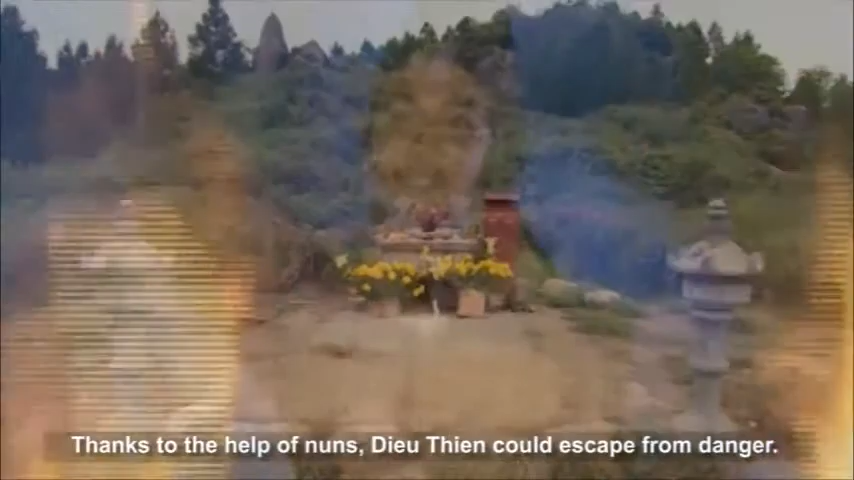 Thanks to the help of nuns, Dieu Thien could escape from danger.